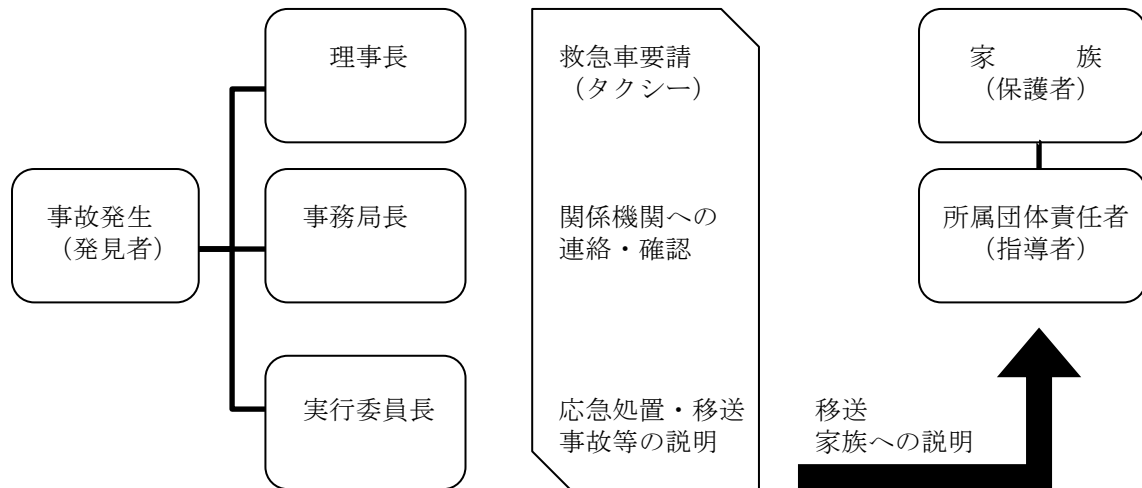 理事長
救急車要請
（タクシー）
家　　　族
（保護者）
事故発生
（発見者）
事務局長
関係機関への
連絡・確認
所属団体責任者
（指導者）
実行委員長
応急処置・移送
事故等の説明
移送
家族への説明